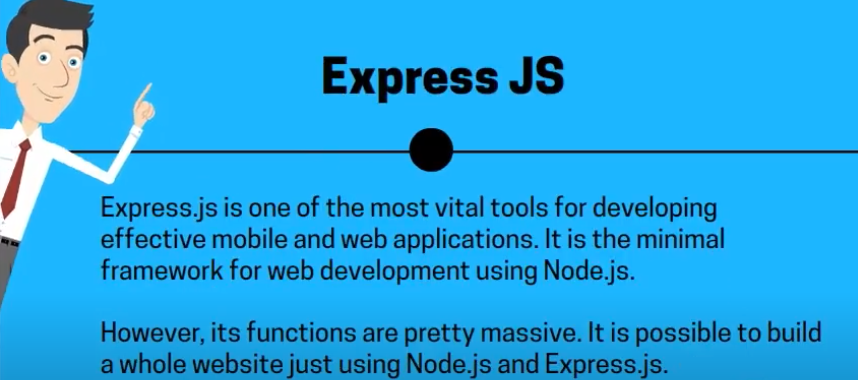 Express JS
Express.js is one of the most vital tools for developing
effective mobile and web applications. It is the minimal
framework for web development using Node.js.
However, its functions are pretty massive. It is possible to build
a whole website just using Node.js and Express.js.